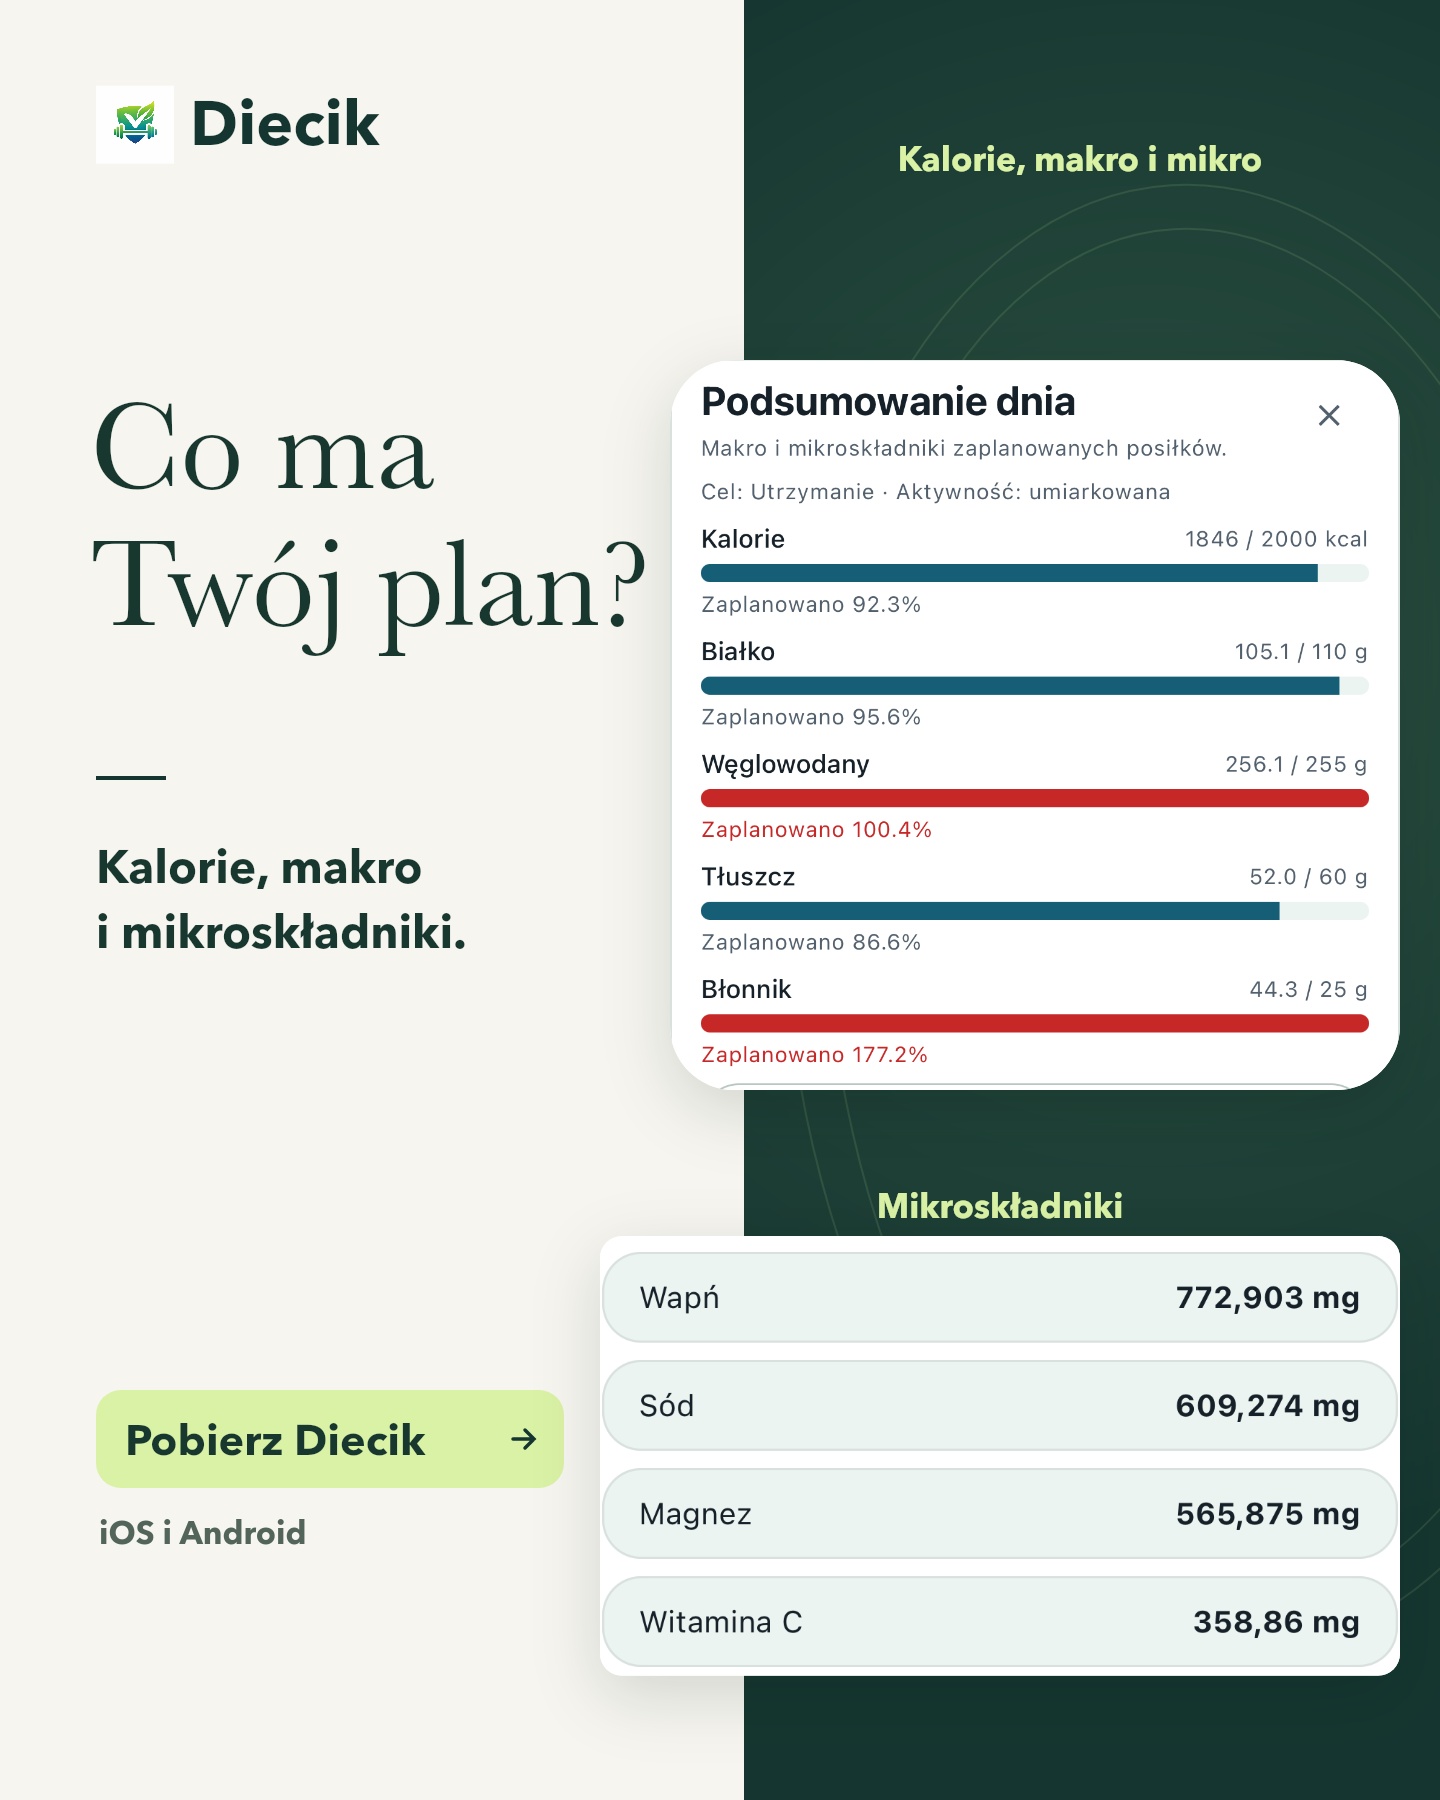 Diecik
Co ma
Twój plan?
Kalorie, makro
i mikroskładniki.
Pobierz Diecik →
iOS i Android
Kalorie, makro i mikro
Podsumowanie dnia
Makro i mikroskładniki zaplanowanych posiłków.
Cel: Utrzymanie · Aktywność: umiarkowana
Kalorie 1846 / 2000 kcal
Zaplanowano 92.3%
Białko 105.1 / 110 g
Zaplanowano 95.6%
Węglowodany 256.1 / 255 g
Zaplanowano 100.4%
Tłuszcz 52.0 / 60 g
Zaplanowano 86.6%
Błonnik 44.3 / 25 g
Zaplanowano 177.2%
Mikroskładniki
Wapń 772,903 mg
Sód 609,274 mg
Magnez 565,875 mg
Witamina C 358,86 mg